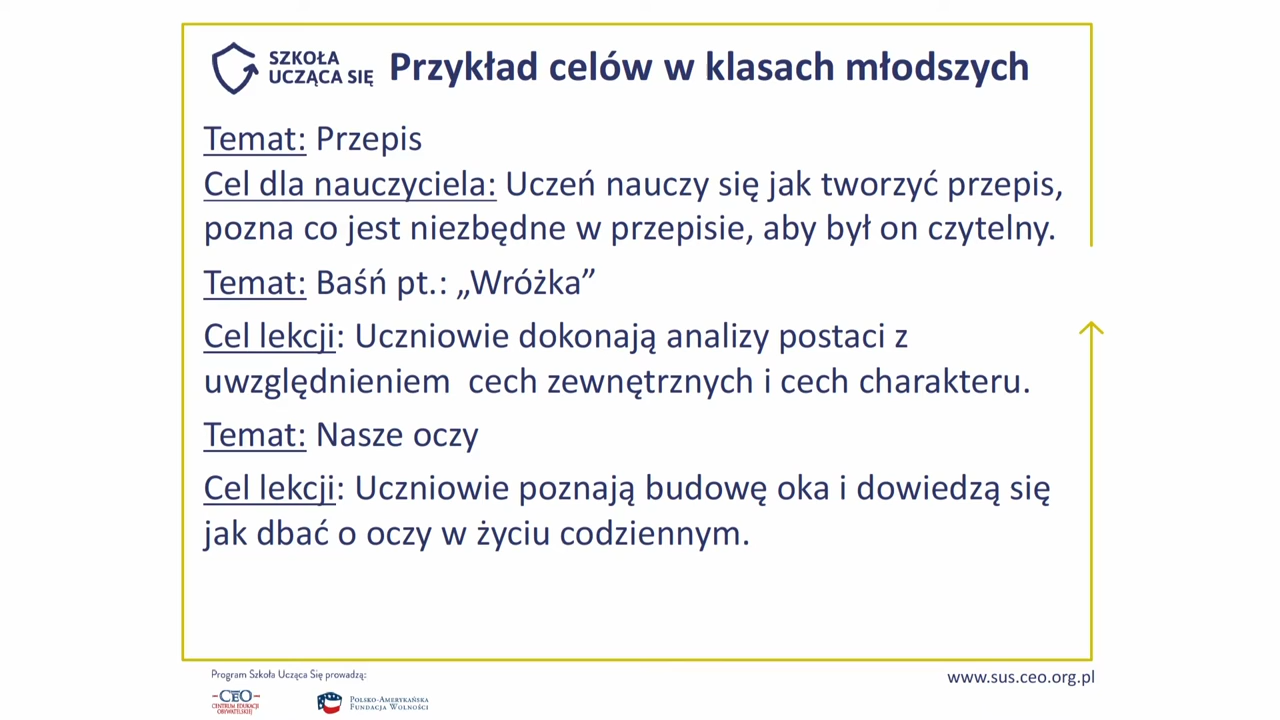 SZKOŁA
UCZĄCA SIĘ
Przykład celów w klasach młodszych
Temat: Przepis
Cel dla nauczyciela: Uczeń nauczy się jak tworzyć przepis,
pozna co jest niezbędne w przepisie, aby był on czytelny.
Temat: Baśń pt.: „Wróżka”
Cel lekcji: Uczniowie dokonają analizy postaci z
uwzględnieniem cech zewnętrznych i cech charakteru.
Temat: Nasze oczy
Cel lekcji: Uczniowie poznają budowę oka i dowiedzą się
jak dbać o oczy w życiu codziennym.
Program Szkoła Ucząca Się prowadzą:
www.sus.ceo.org.pl
CEO
CENTRUM EDUKACJI
OBYWATELSKIEJ
POLSKO-AMERYKAŃSKA
FUNDACJA WOLNOŚCI